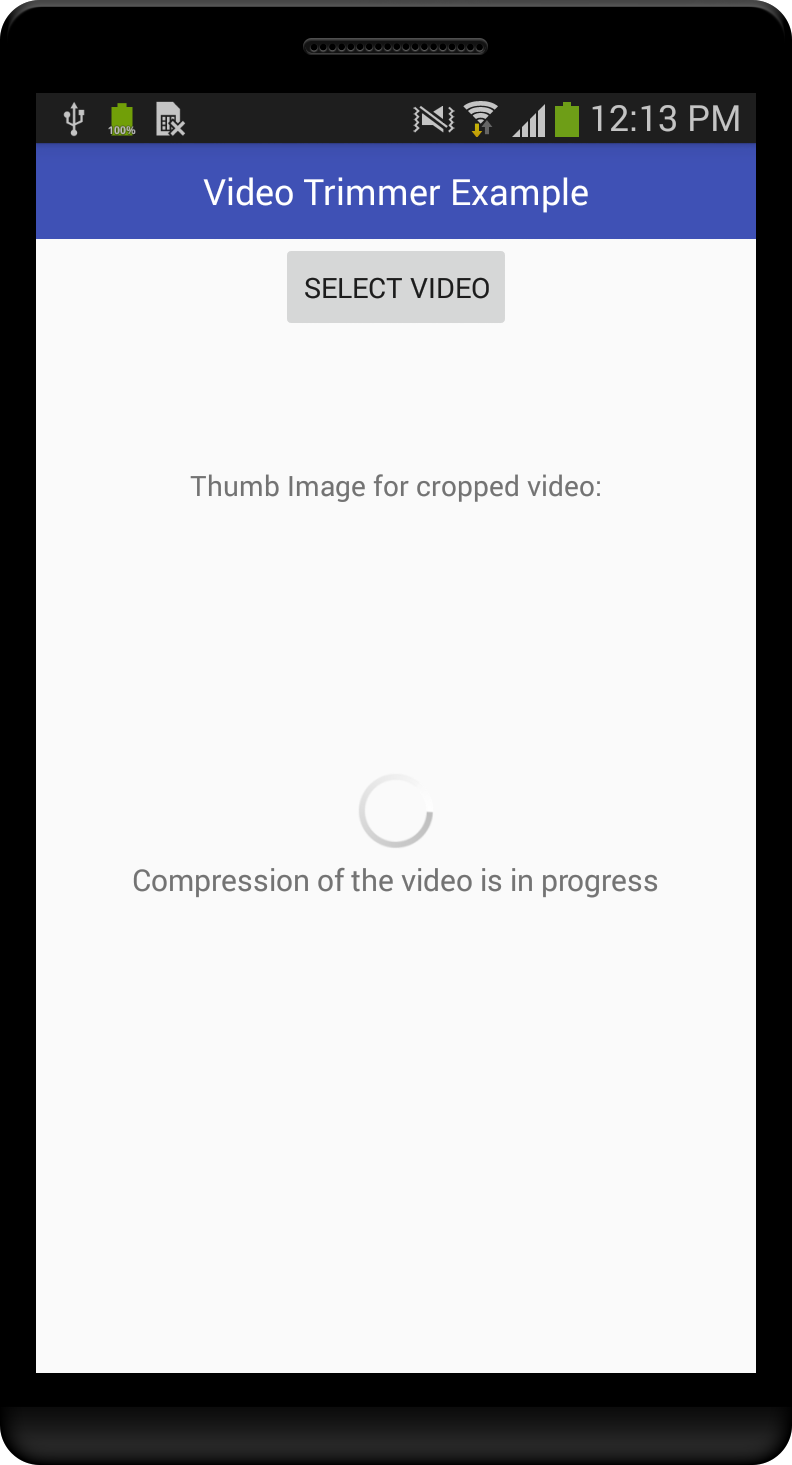 100%
12:13 PM
Video Trimmer Example
SELECT VIDEO
Thumb Image for cropped video:
Compression of the video is in progress